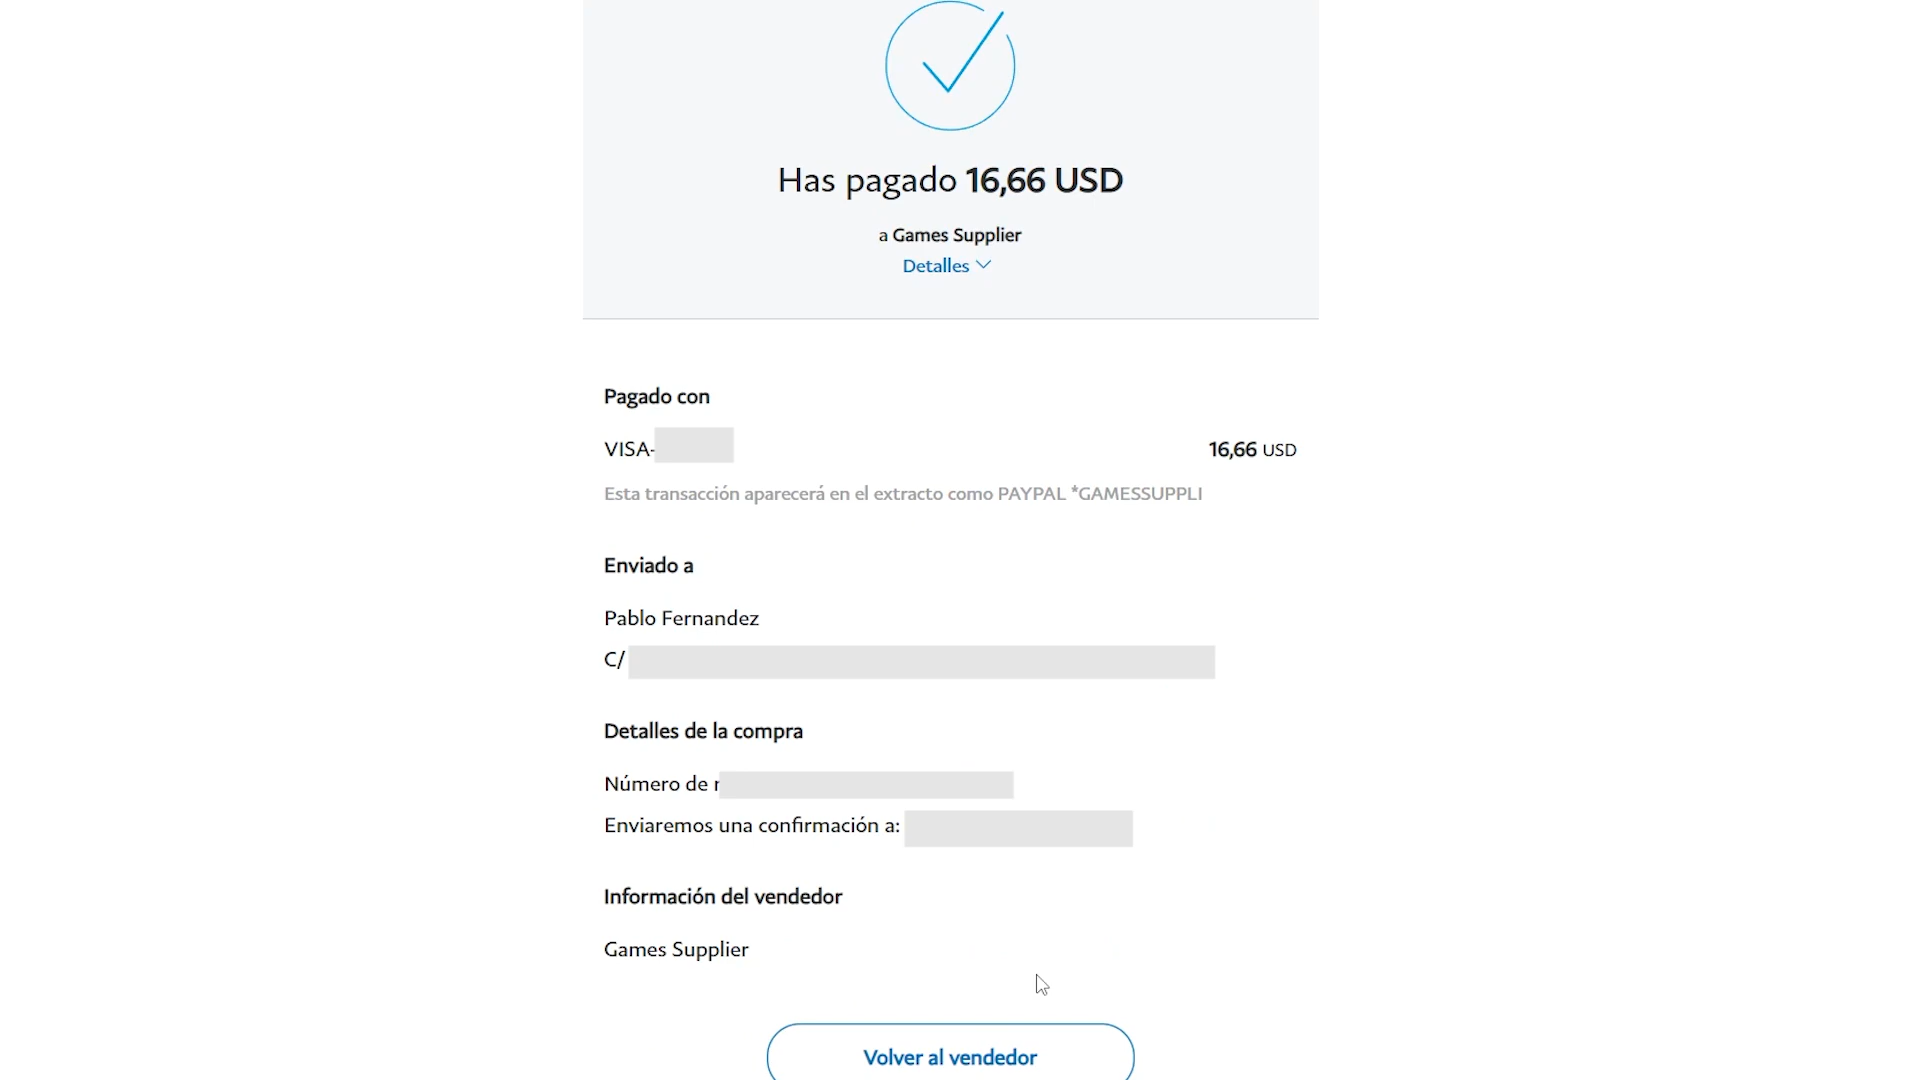 Has pagado 16,66 USD
a Games Supplier
Detalles
Pagado con
VISA- 16,66 USD
Esta transacción aparecerá en el extracto como PAYPAL *GAMESSUPPLI
Enviado a
Pablo Fernandez
C/
Detalles de la compra
Número de
Enviaremos una confirmación a:
Información del vendedor
Games Supplier
Volver al vendedor